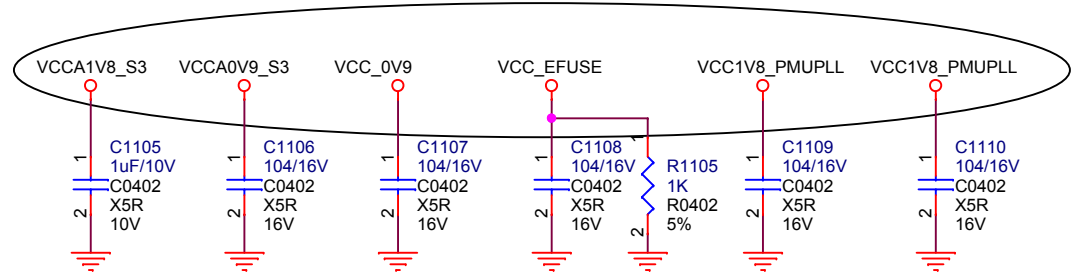 VCCA1V8_S3
VCCA0V9_S3
VCC_0V9
VCC_EFUSE
VCC1V8_PMUPLL
VCC1V8_PMUPLL
1
2
C1105
1uF/10V
C0402
X5R
10V
1
2
C1106
104/16V
C0402
X5R
16V
1
2
C1107
104/16V
C0402
X5R
16V
1
2
C1108
104/16V
C0402
X5R
16V
1
2
R1105
1K
R0402
5%
1
2
C1109
104/16V
C0402
X5R
16V
1
2
C1110
104/16V
C0402
X5R
16V